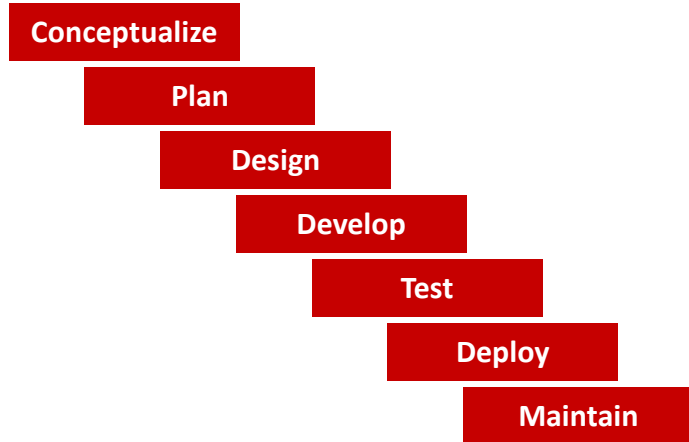 Conceptualize
Plan
Design
Develop
Test
Deploy
Maintain